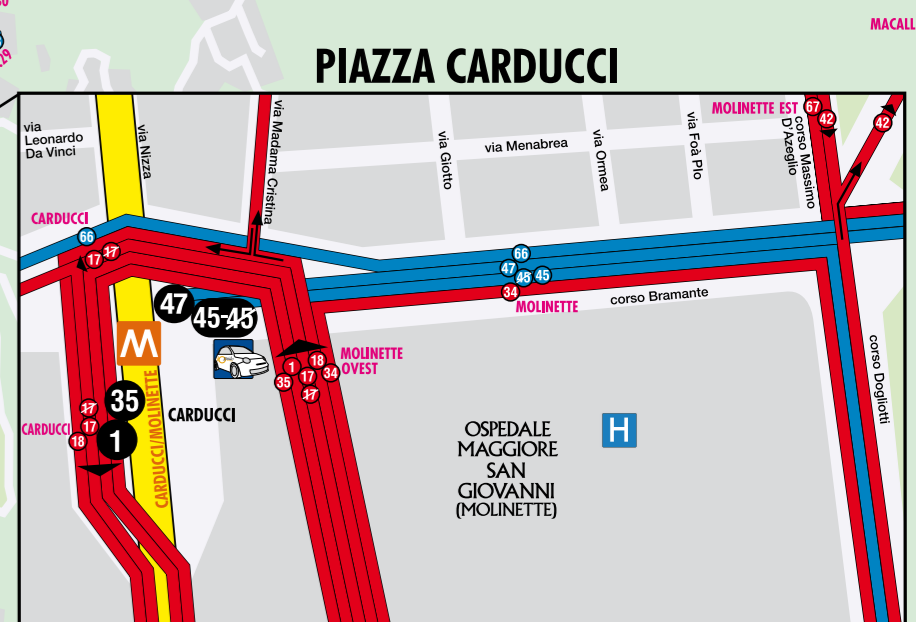 MACALL
29
PIAZZA CARDUCCI
via
Leonardo
Da Vinci
via Nizza
via Madama Cristina
via Giotto
via Menabrea
via Ormea
via Foà PIo
MOLINETTE EST
67
42
corso Massimo
D'Azeglio
42
CARDUCCI
66
17
17
66
47
45
45
34
MOLINETTE
corso Bramante
47
45-45
M
MOLINETTE
OVEST
1
18
35
17
34
17
corso Dogliotti
CARDUCCI/MOLINETTE
CARDUCCI
35
1
CARDUCCI
17
17
18
OSPEDALE
MAGGIORE
SAN
GIOVANNI
(MOLINETTE)
H